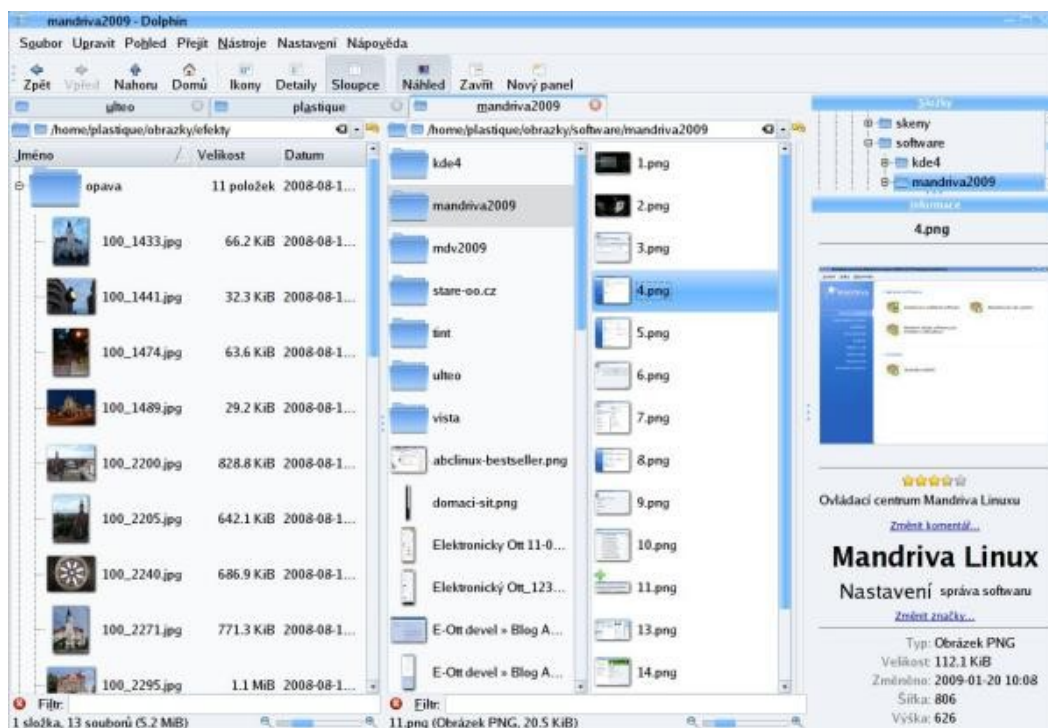 mandriva2009 - Dolphin
Soubor Upravit Pohled Přejít Nástroje Nastavení Nápověda
Zpět Vpřed Nahoru Domů Ikony Detaily Sloupce Náhled Zavřít Nový panel
ulteo plastique mandriva2009
/home/plastique/obrazky/efekty
Jméno Velikost Datum
opava 11 položek 2008-08-1...
100_1433.jpg 66.2 KiB 2008-08-1...
100_1441.jpg 32.3 KiB 2008-08-1...
100_1474.jpg 63.6 KiB 2008-08-1...
100_1489.jpg 29.2 KiB 2008-08-1...
100_2200.jpg 828.8 KiB 2008-08-1...
100_2205.jpg 642.1 KiB 2008-08-1...
100_2240.jpg 686.9 KiB 2008-08-1...
100_2271.jpg 771.3 KiB 2008-08-1...
100_2295.jpg 1.1 MiB 2008-08-1...
Filtr:
1 složka, 13 souborů (5.2 MiB)
/home/plastique/obrazky/software/mandriva2009
kde4
mandriva2009
mdv2009
stare-oo.cz
tint
ulteo
vista
abclinux-bestseller.png
domaci-sit.png
Elektronicky Ott 11-0...
Elektronický Ott_123...
E-Ott devel » Blog A...
E-Ott devel » Blog A...
1.png
2.png
3.png
4.png
5.png
6.png
7.png
8.png
9.png
10.png
11.png
13.png
14.png
Filtr:
11.png (Obrázek PNG, 20.5 KiB)
Složky
skeny
software
kde4
mandriva2009
Informace
4.png
Ovládací centrum Mandriva Linuxu
Změnit komentář...
Mandriva Linux
Nastavení správa softwaru
Změnit značky...
Typ: Obrázek PNG
Velikost: 112.1 KiB
Změněno: 2009-01-20 10:08
Šířka: 806
Výška: 626